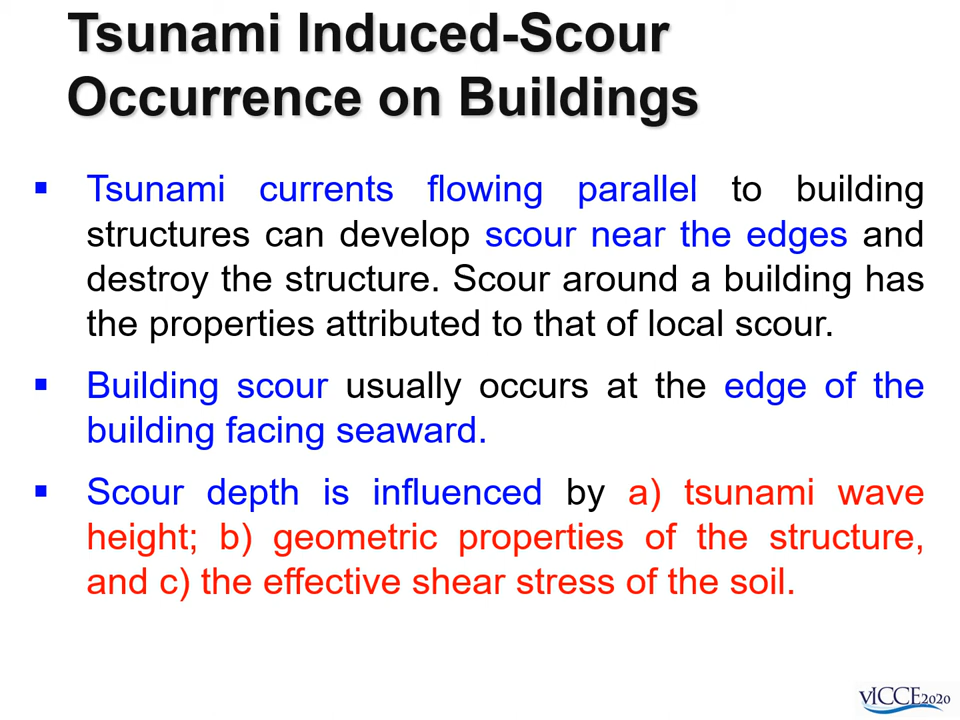 Tsunami Induced-Scour
Occurrence on Buildings
▪ Tsunami currents flowing parallel to building
structures can develop scour near the edges and
destroy the structure. Scour around a building has
the properties attributed to that of local scour.
▪ Building scour usually occurs at the edge of the
building facing seaward.
▪ Scour depth is influenced by a) tsunami wave
height; b) geometric properties of the structure,
and c) the effective shear stress of the soil.
vICCE2020